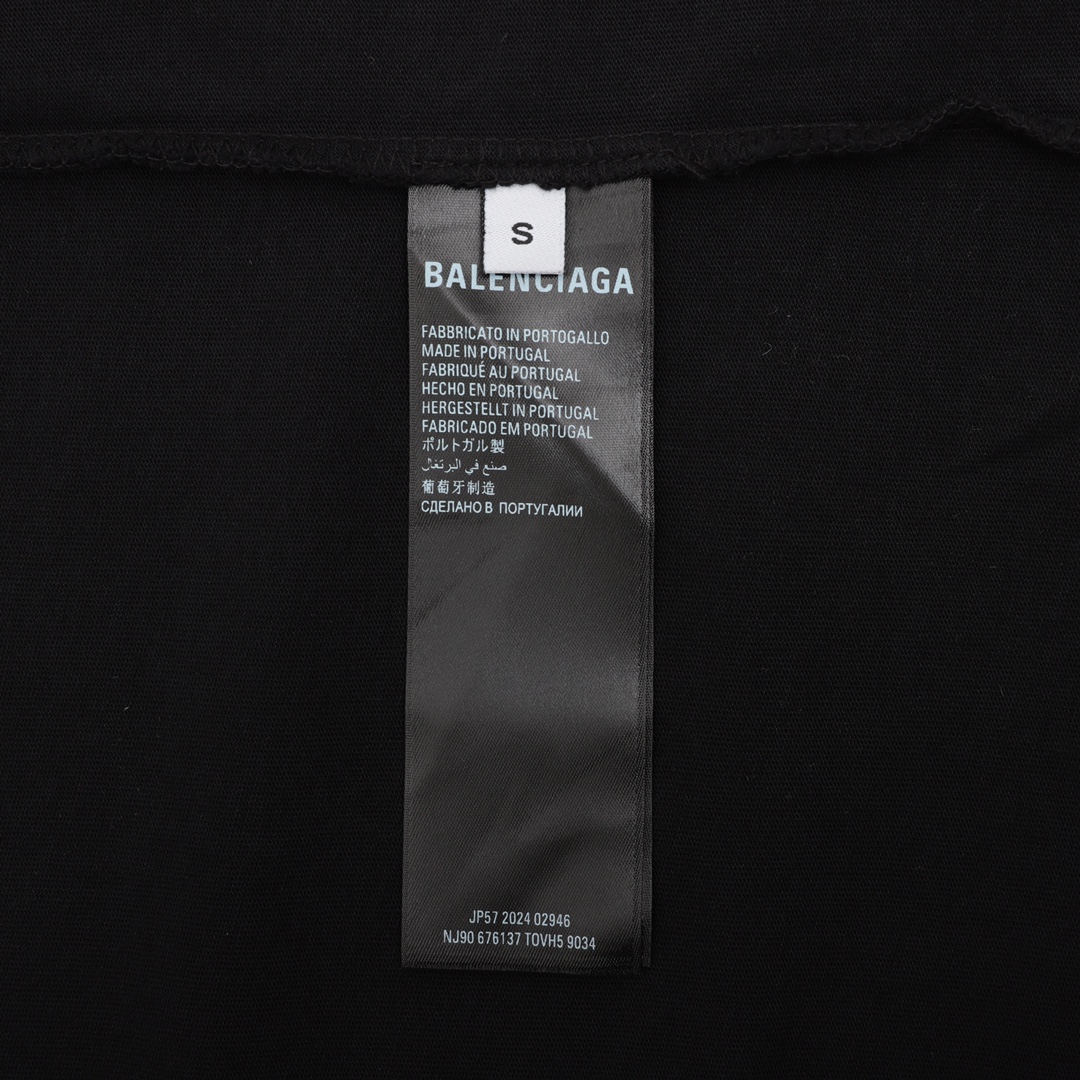 S
BALENCIAGA
FABBRICATO IN PORTOGALLO
MADE IN PORTUGAL
FABRIQUÉ AU PORTUGAL
HECHO EN PORTUGAL
HERGESTELLT IN PORTUGAL
FABRICADO EM PORTUGAL
ポルトガル製
صنع في البرتغال
葡萄牙制造
СДЕЛАНО В ПОРТУГАЛИИ
JP57 2024 02946
NJ90 676137 TOVH5 9034